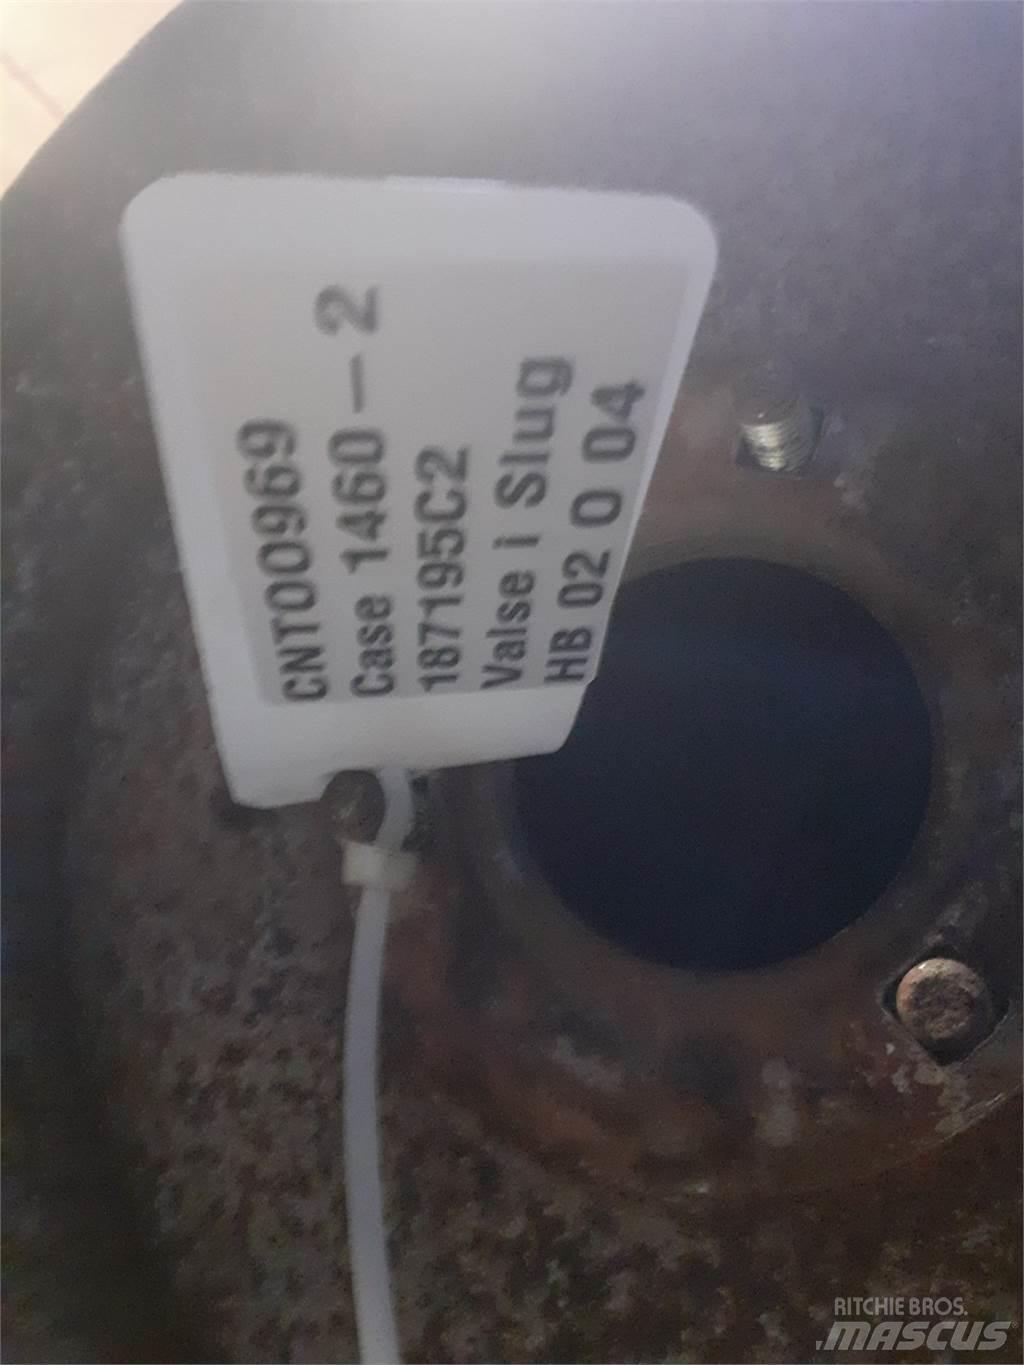 CNT00969
Case 1460 - 2
187195C2
Valse i Slug
HB 02 0 04
RITCHIE BROS.
MASCUS